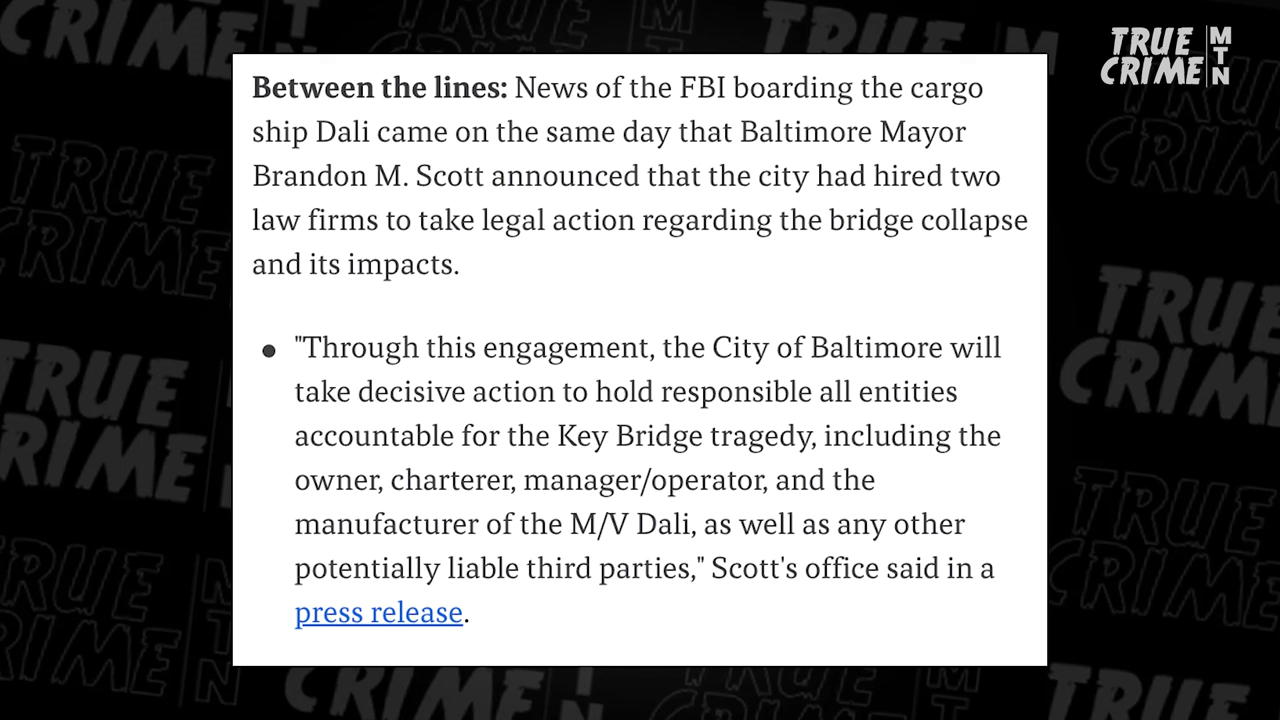 TRUE
CRIME
MTN
Between the lines: News of the FBI boarding the cargo
ship Dali came on the same day that Baltimore Mayor
Brandon M. Scott announced that the city had hired two
law firms to take legal action regarding the bridge collapse
and its impacts.
• "Through this engagement, the City of Baltimore will
take decisive action to hold responsible all entities
accountable for the Key Bridge tragedy, including the
owner, charterer, manager/operator, and the
manufacturer of the M/V Dali, as well as any other
potentially liable third parties," Scott's office said in a
press release.